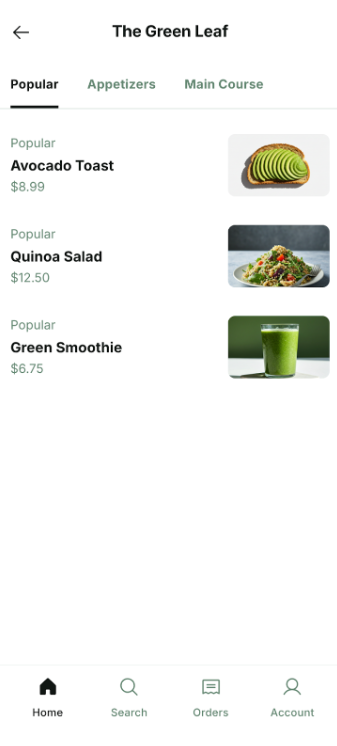 The Green Leaf
Popular Appetizers Main Course
Popular
Avocado Toast
$8.99
Popular
Quinoa Salad
$12.50
Popular
Green Smoothie
$6.75
Home Search Orders Account